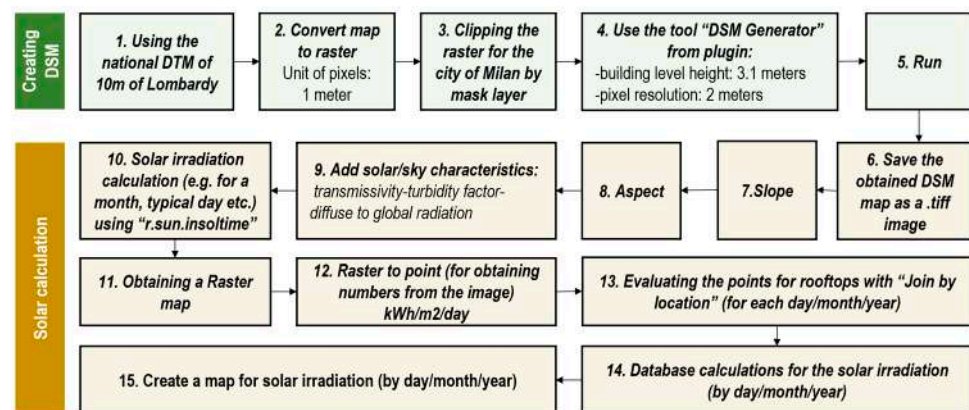 Creating
DSM
1. Using the
national DTM of
10m of Lombardy
2. Convert map
to raster
Unit of pixels:
1 meter
3. Clipping the
raster for the
city of Milan by
mask layer
4. Use the tool “DSM Generator”
from plugin:
-building level height: 3.1 meters
-pixel resolution: 2 meters
5. Run
Solar calculation
6. Save the
obtained DSM
map as a .tiff
image
7.Slope
8. Aspect
9. Add solar/sky characteristics:
transmissivity-turbidity factor-
diffuse to global radiation
10. Solar irradiation
calculation (e.g. for a
month, typical day etc.)
using “r.sun.insoltime”
11. Obtaining a Raster
map
12. Raster to point (for obtaining
numbers from the image)
kWh/m2/day
13. Evaluating the points for rooftops with “Join by
location” (for each day/month/year)
14. Database calculations for the solar irradiation
(by day/month/year)
15. Create a map for solar irradiation (by day/month/year)